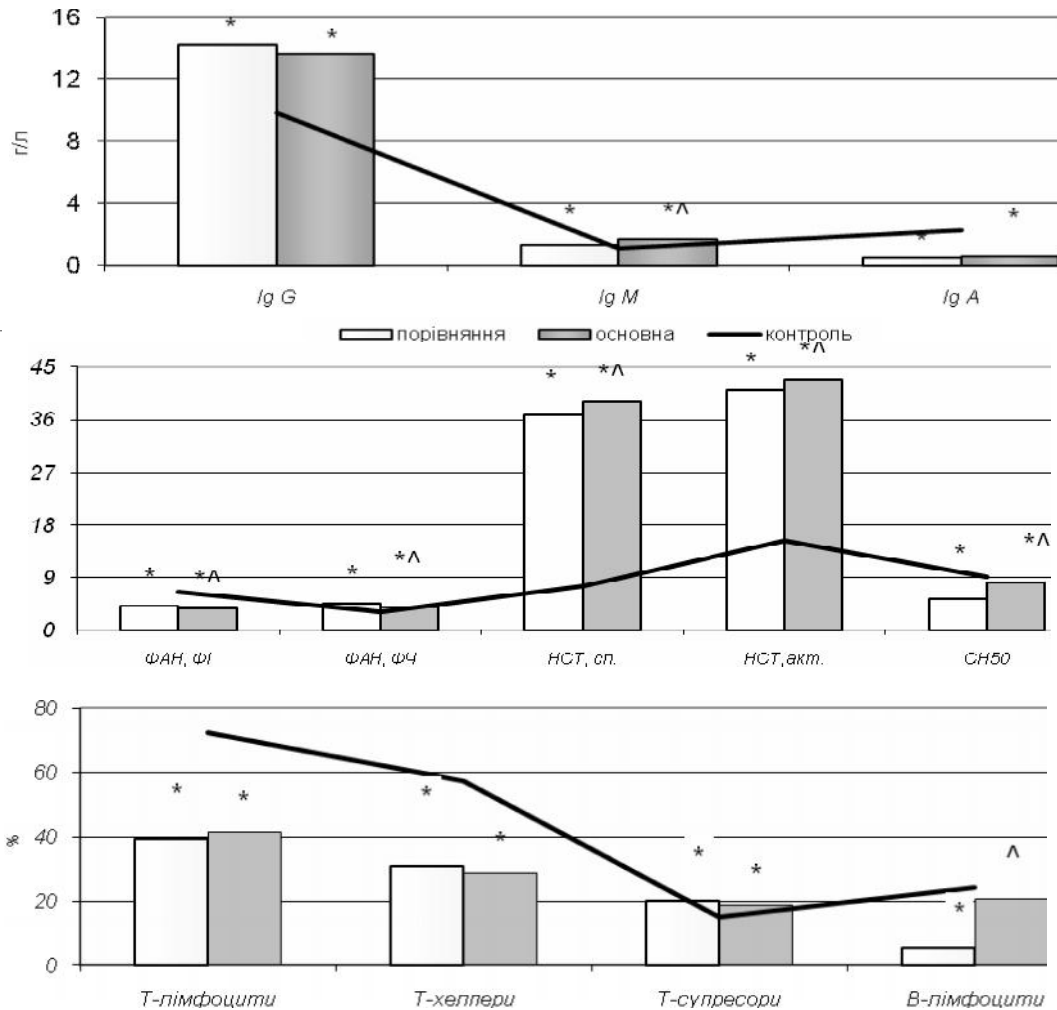 16
* *
12
г/л
8
4
* *^
* *
0
Ig G Ig M Ig A
порівняння основна контроль
45
* *^ * *^
36
27
18
* *^
* *^ * *^
9
0
ФАН, ФІ ФАН, ФЧ НСТ, сп. НСТ,акт. СН50
80
60
* * *
%
40
* * * ^
20
*
0
Т-лімфоцити Т-хелпери Т-супресори В-лімфоцити